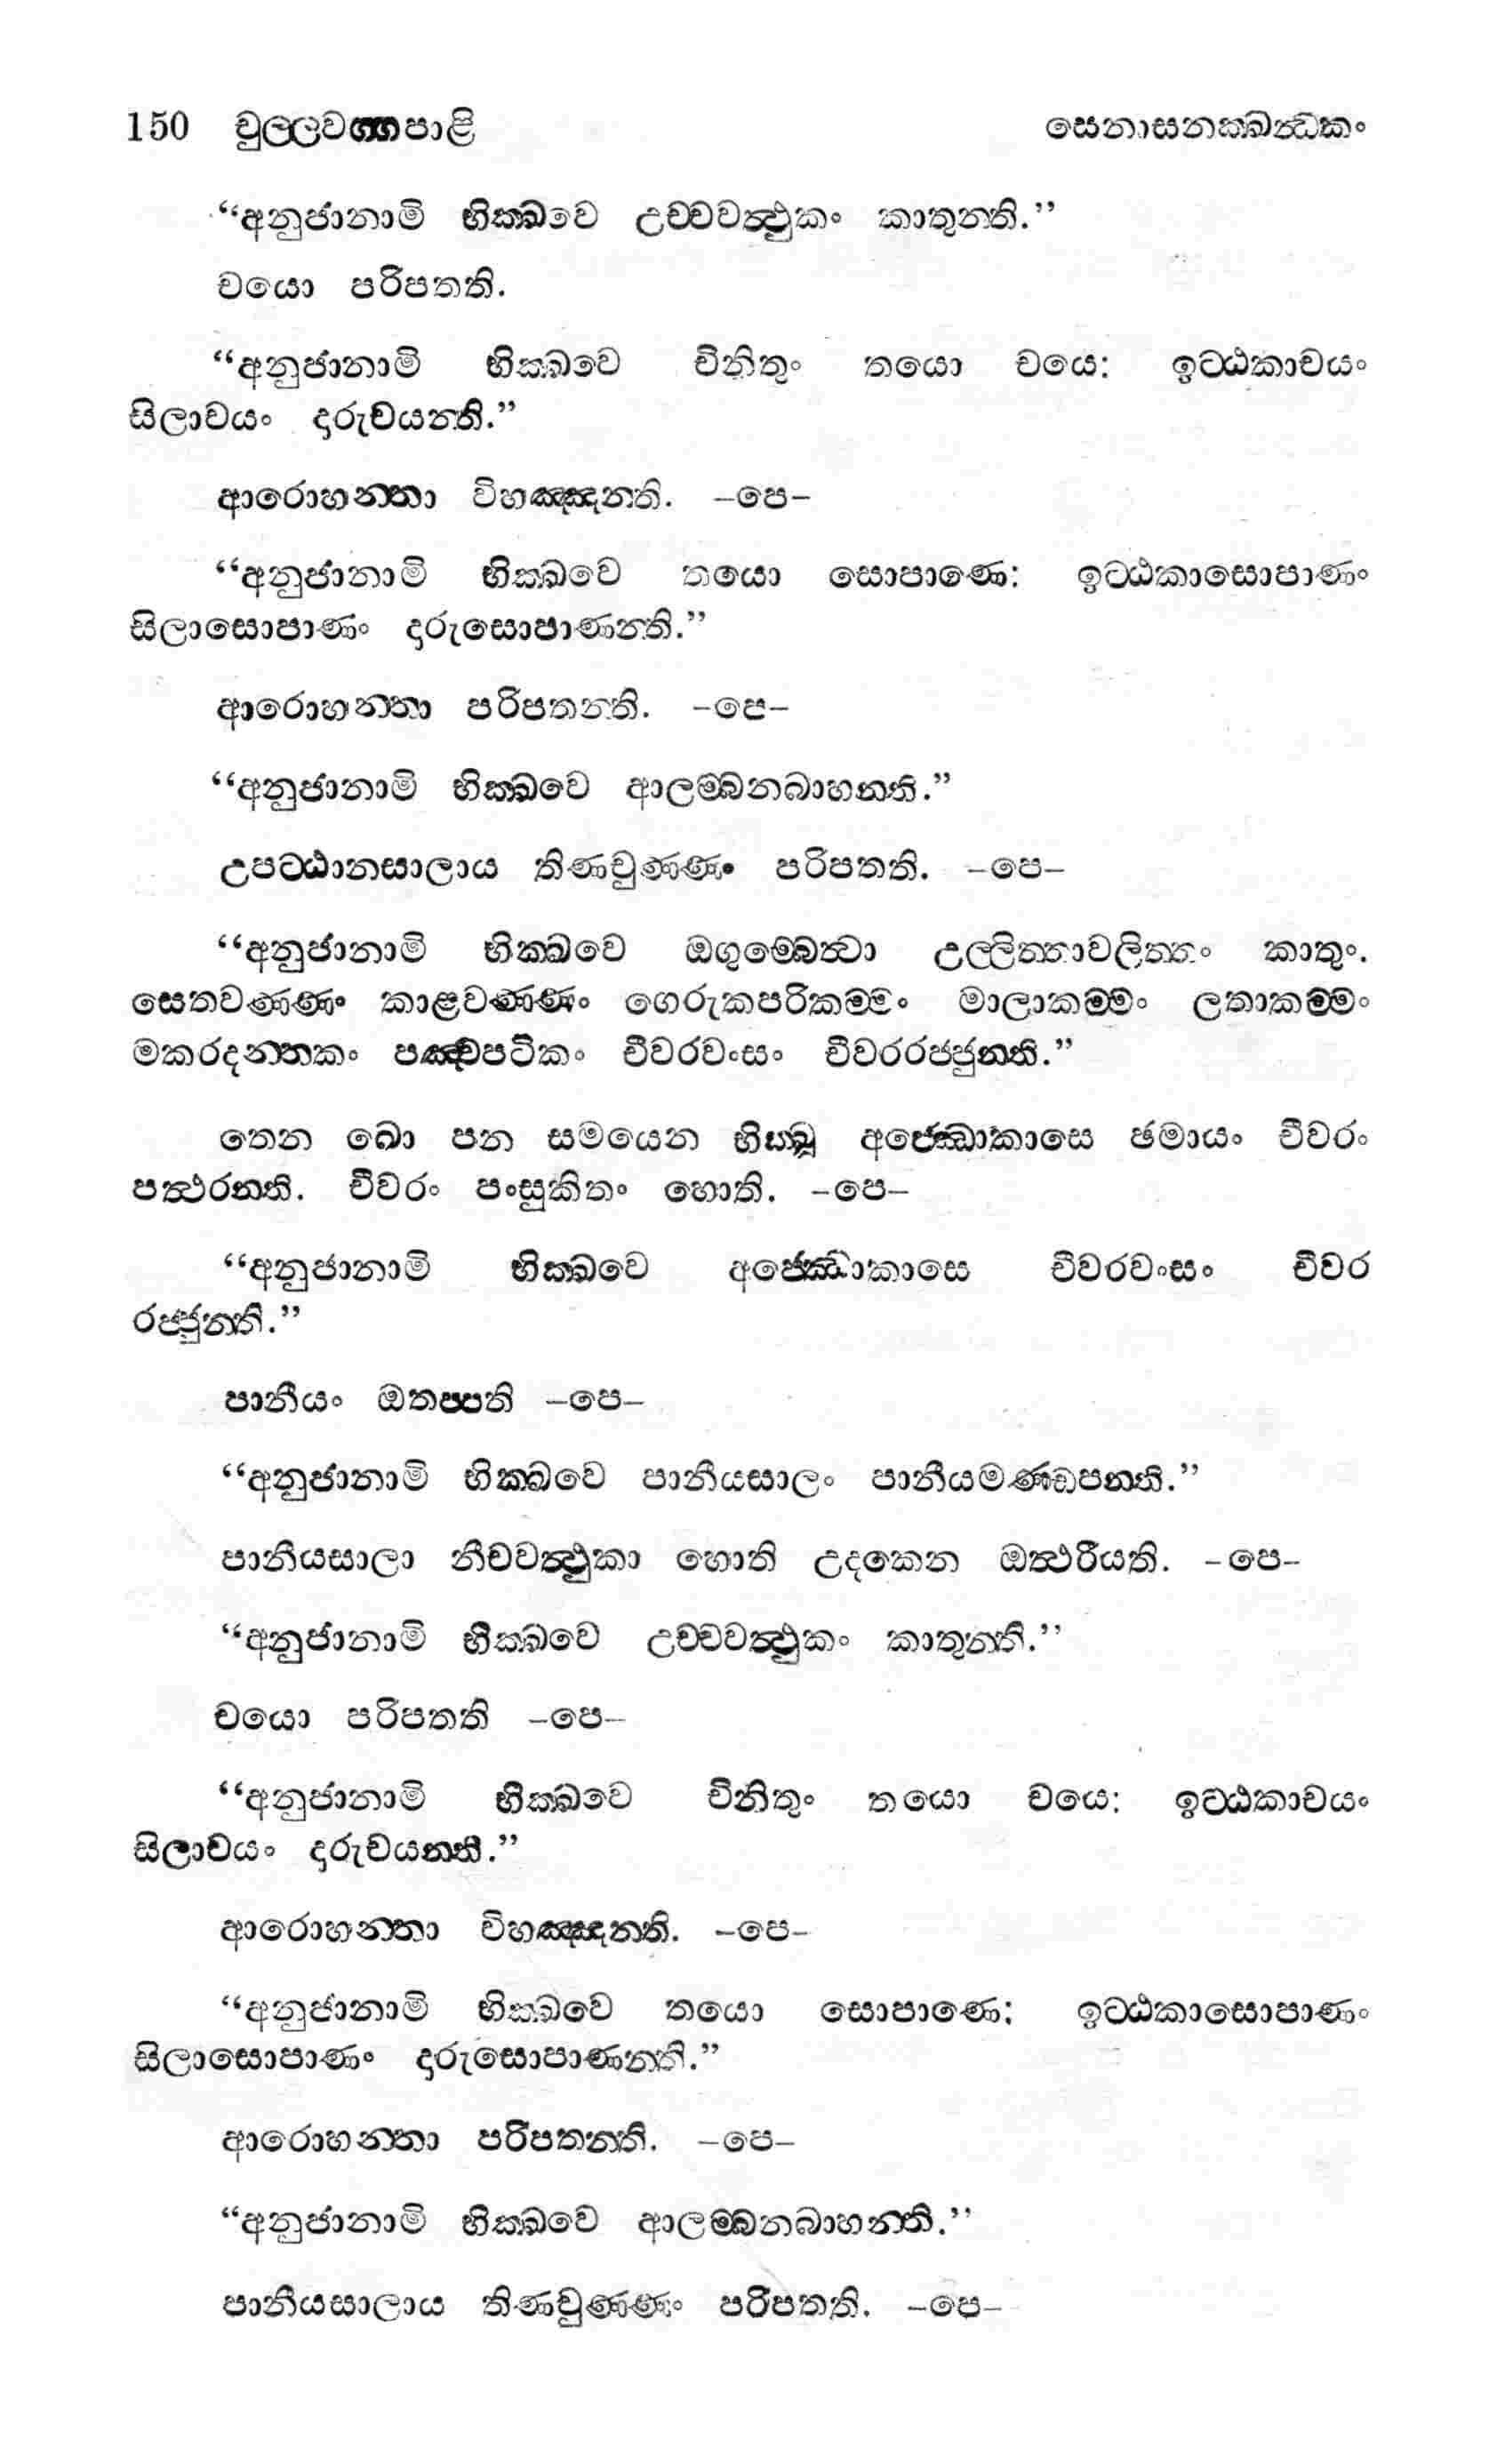 150 චුල්ලවග්ගපාළි සෙනාසනක්ඛන්ධකං
“අනුජානාමි භික්ඛවෙ උච්චවත්ථුකං කාතුන්ති.”
චයො පරිපතති.
“අනුජානාමි භික්ඛවෙ චිනිතුං තයො චයෙ: ඉට්ඨකාචයං
සිලාචයං දාරුචයන්ති.”
ආරොහන්තා විහඤ්ඤන්ති. –පෙ–
“අනුජානාමි භික්ඛවෙ තයො සොපාණෙ: ඉට්ඨකාසොපාණං
සිලාසොපාණං දාරුසොපාණන්ති.”
ආරොහන්තා පරිපතන්ති. –පෙ–
“අනුජානාමි භික්ඛවෙ ආලම්බනබාහන්ති.”
උපට්ඨානසාලාය තිණචුණ්ණං පරිපතති. –පෙ–
“අනුජානාමි භික්ඛවෙ ඔගුම්බෙත්වා උල්ලිත්තාවලිත්තං කාතුං.
සෙතවණ්ණං කාළවණ්ණං ගෙරුකපරිකම්මං මාලාකම්මං ලතාකම්මං
මකරදන්තකං පඤ්චපටිකං චීවරවංසං චීවරරජ්ජුන්ති.”
තෙන ඛො පන සමයෙන භික්ඛූ අජ්ඣොකාසෙ ඡමායං චීවරං
පත්ථරන්ති. චීවරං පංසුකිතං හොති. –පෙ–
“අනුජානාමි භික්ඛවෙ අජ්ඣොකාසෙ චීවරවංසං චීවර
රජ්ජුන්ති.”
පානීයං ඔතප්පති –පෙ–
“අනුජානාමි භික්ඛවෙ පානීයසාලං පානීයමණ්ඩපන්ති.”
පානීයසාලා නීචවත්ථුකා හොති උදකෙන ඔත්ථරීයති. –පෙ–
“අනුජානාමි භික්ඛවෙ උච්චවත්ථුකං කාතුන්ති.”
චයො පරිපතති –පෙ–
“අනුජානාමි භික්ඛවෙ චිනිතුං තයො චයෙ: ඉට්ඨකාචයං
සිලාචයං දාරුචයන්ති.”
ආරොහන්තා විහඤ්ඤන්ති. –පෙ–
“අනුජානාමි භික්ඛවෙ තයො සොපාණෙ: ඉට්ඨකාසොපාණං
සිලාසොපාණං දාරුසොපාණන්ති.”
ආරොහන්තා පරිපතන්ති. –පෙ–
“අනුජානාමි භික්ඛවෙ ආලම්බනබාහන්ති.”
පානීයසාලාය තිණචුණ්ණං පරිපතති. –පෙ–